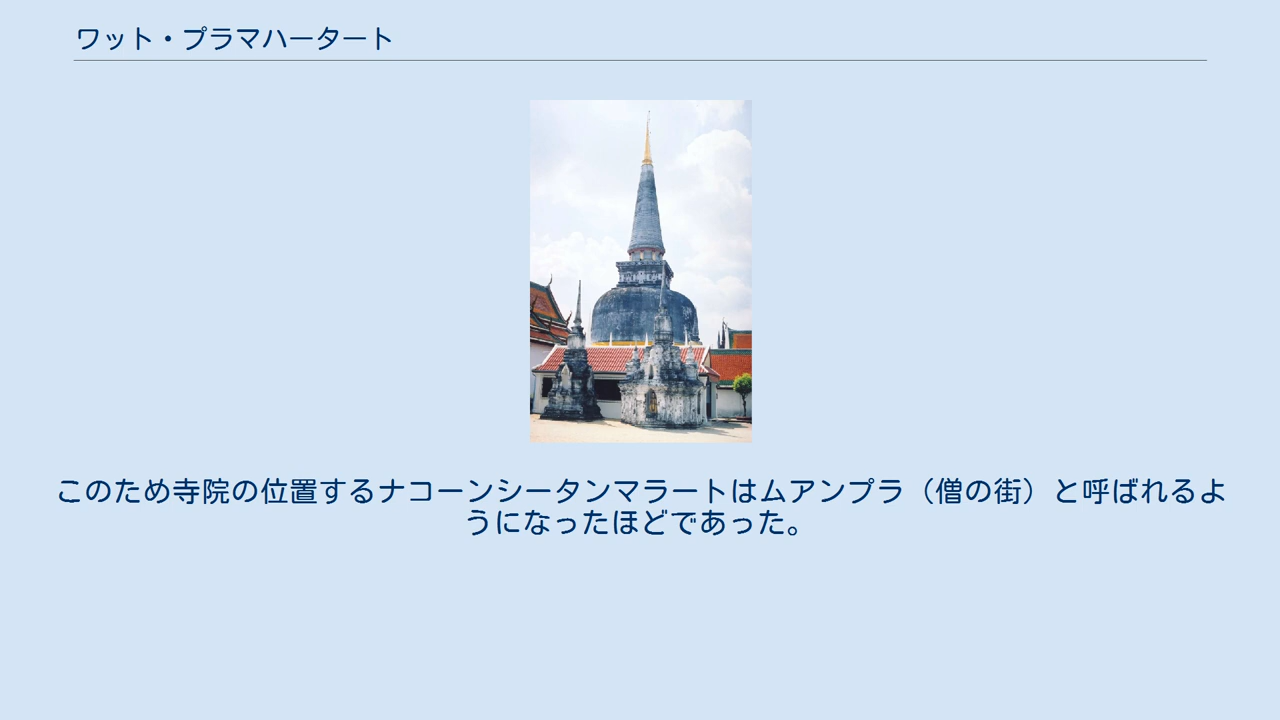 ワット・プラマハータート
このため寺院の位置するナコーンシータンマラートはムアンプラ（僧の街）と呼ばれるよ
うになったほどであった。